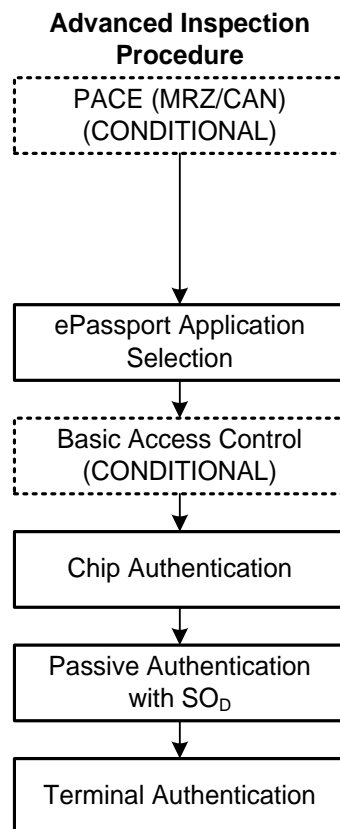 Advanced Inspection
Procedure
PACE (MRZ/CAN)
(CONDITIONAL)
ePassport Application
Selection
Basic Access Control
(CONDITIONAL)
Chip Authentication
Passive Authentication
with SO_D
Terminal Authentication